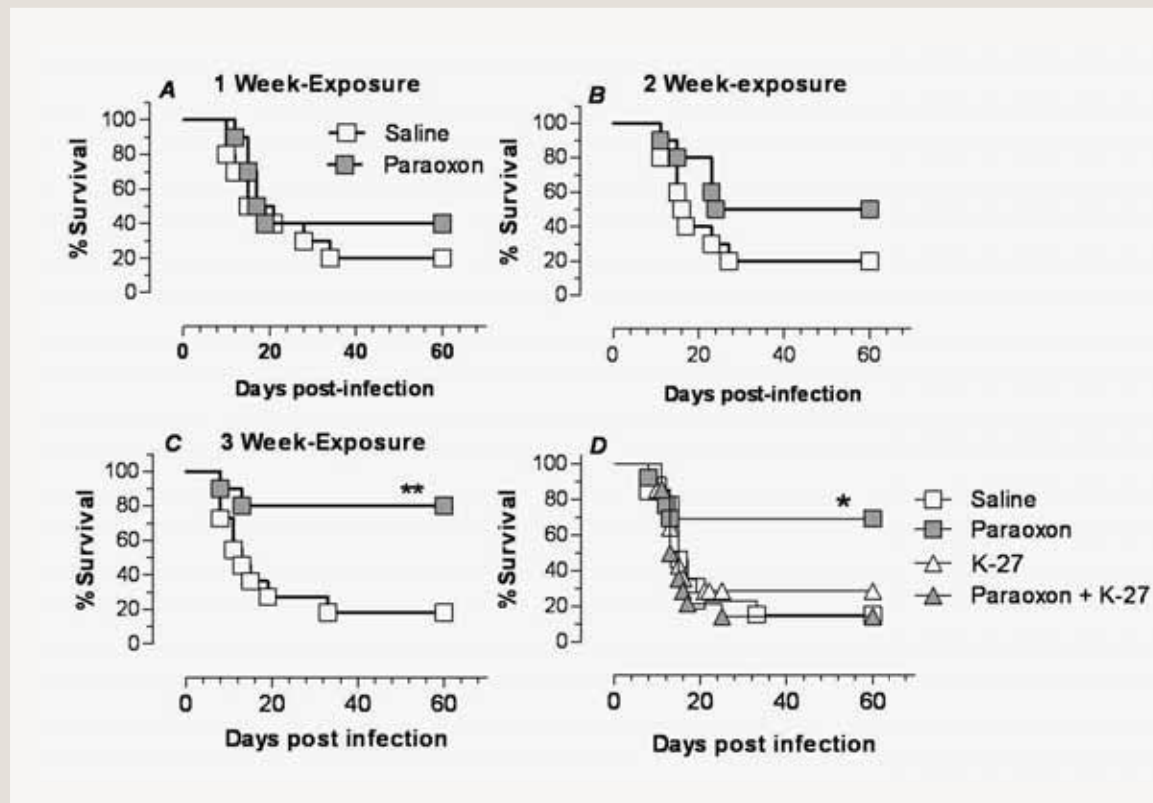 A 1 Week-Exposure
% Survival
100
80
60
40
20
0
Saline
Paraoxon
0 20 40 60
Days post-infection
B 2 Week-exposure
% Survival
100
80
60
40
20
0
0 20 40 60
Days post-infection
C 3 Week-Exposure
% Survival
100
80
60
40
20
0
**
0 20 40 60
Days post infection
D
% Survival
100
80
60
40
20
0
*
Saline
Paraoxon
K-27
Paraoxon + K-27
0 20 40 60
Days post infection